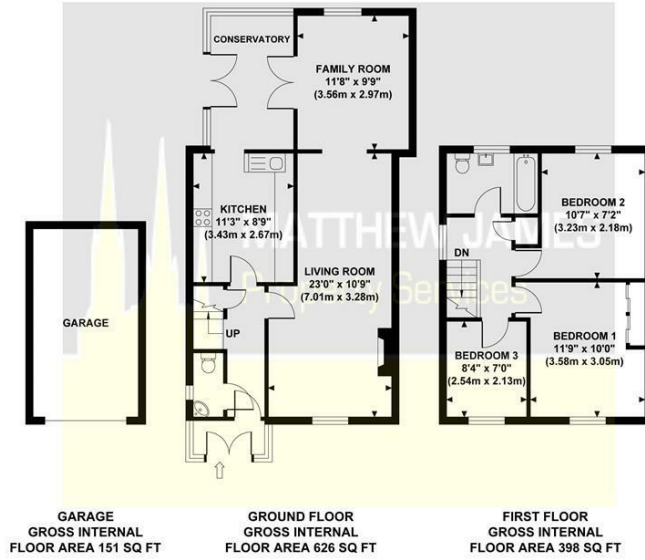 CONSERVATORY
FAMILY ROOM
11'8" x 9'9"
(3.56m x 2.97m)
KITCHEN
11'3" x 8'9"
(3.43m x 2.67m)
MATTHEW JAMES
Property Services
LIVING ROOM
23'0" x 10'9"
(7.01m x 3.28m)
UP
GARAGE
BEDROOM 2
10'7" x 7'2"
(3.23m x 2.18m)
DN
BEDROOM 1
11'9" x 10'0"
(3.58m x 3.05m)
BEDROOM 3
8'4" x 7'0"
(2.54m x 2.13m)
GARAGE
GROSS INTERNAL
FLOOR AREA 151 SQ FT
GROUND FLOOR
GROSS INTERNAL
FLOOR AREA 626 SQ FT
FIRST FLOOR
GROSS INTERNAL
FLOOR AREA 398 SQ FT